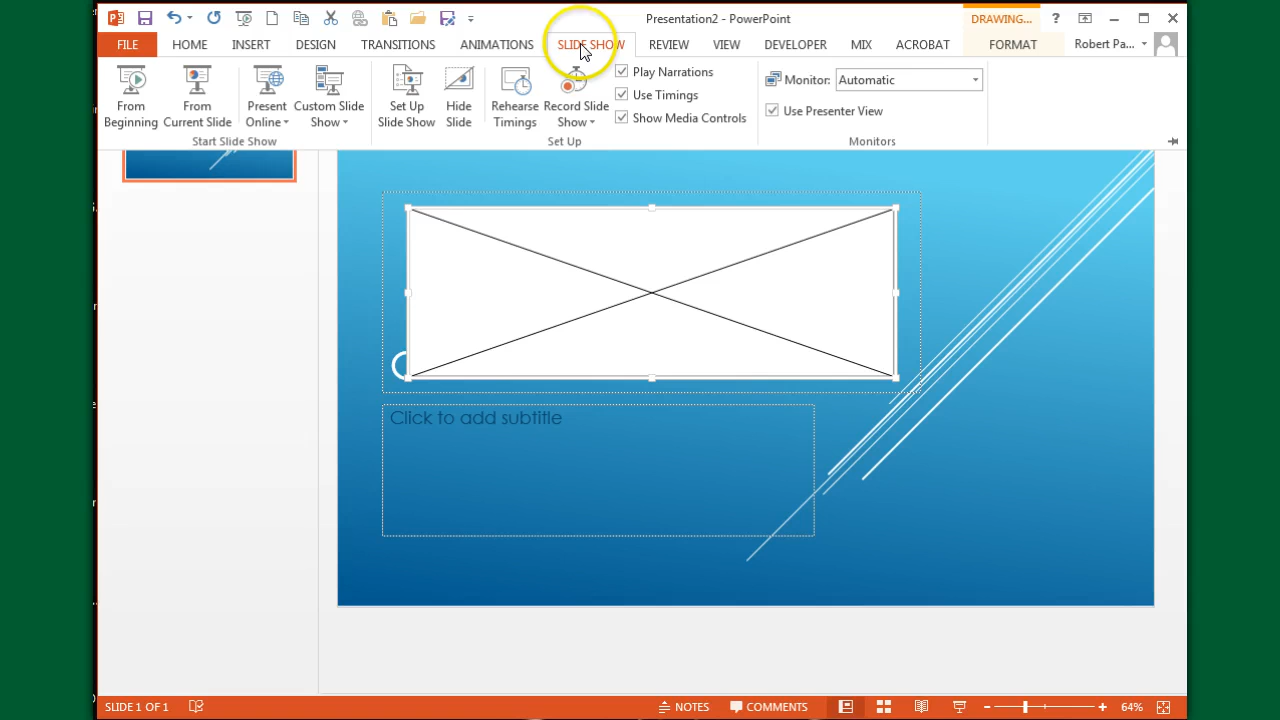 Presentation2 - PowerPoint
DRAWING...
?
FILE
HOME
INSERT
DESIGN
TRANSITIONS
ANIMATIONS
SLIDE SHOW
REVIEW
VIEW
DEVELOPER
MIX
ACROBAT
FORMAT
Robert Pa...
From
Beginning
From
Current Slide
Present
Online
Custom Slide
Show
Start Slide Show
Set Up
Slide Show
Hide
Slide
Rehearse
Timings
Record Slide
Show
Play Narrations
Use Timings
Show Media Controls
Set Up
Monitor:
Automatic
Use Presenter View
Monitors
Click to add subtitle
SLIDE 1 OF 1
NOTES
COMMENTS
64%